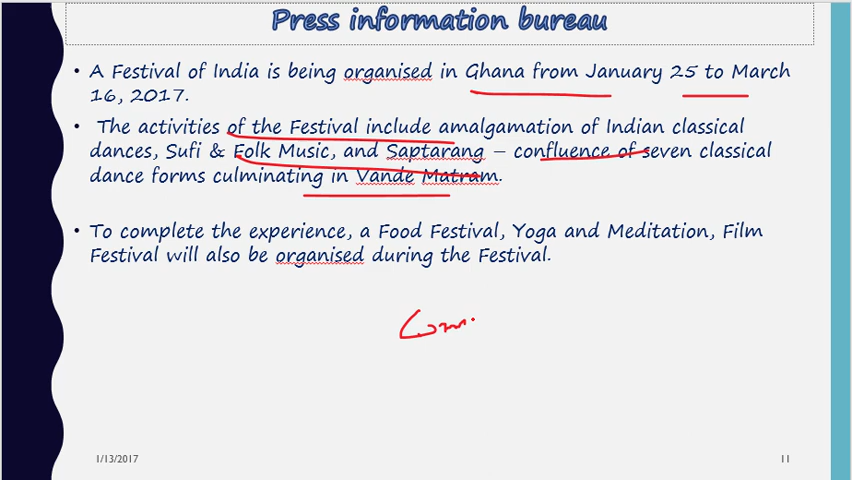 Press information bureau
• A Festival of India is being organised in Ghana from January 25 to March
16, 2017.
• The activities of the Festival include amalgamation of Indian classical
dances, Sufi & Folk Music, and Saptarang – confluence of seven classical
dance forms culminating in Vande Matram.
• To complete the experience, a Food Festival, Yoga and Meditation, Film
Festival will also be organised during the Festival.
1/13/2017
11